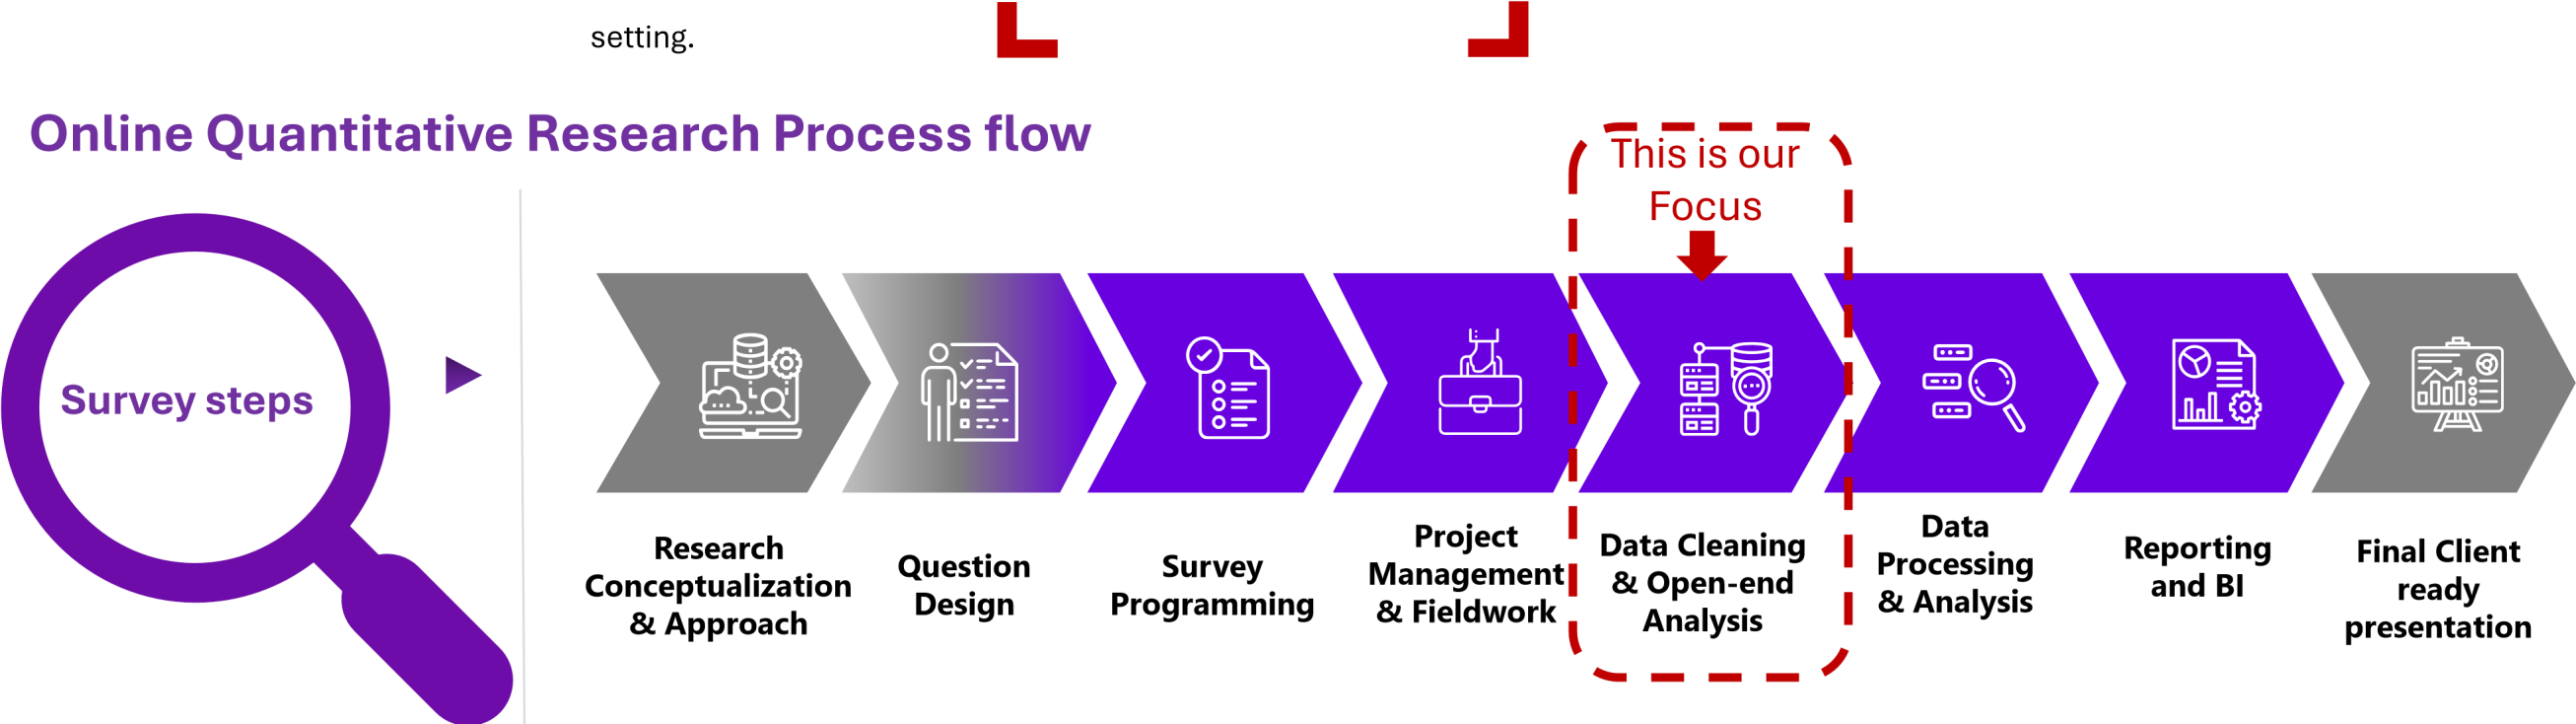 setting.
Online Quantitative Research Process flow
This is our
Focus
Survey steps
Research
Conceptualization
& Approach
Question
Design
Survey
Programming
Project
Management
& Fieldwork
Data Cleaning
& Open-end
Analysis
Data
Processing
& Analysis
Reporting
and BI
Final Client
ready
presentation